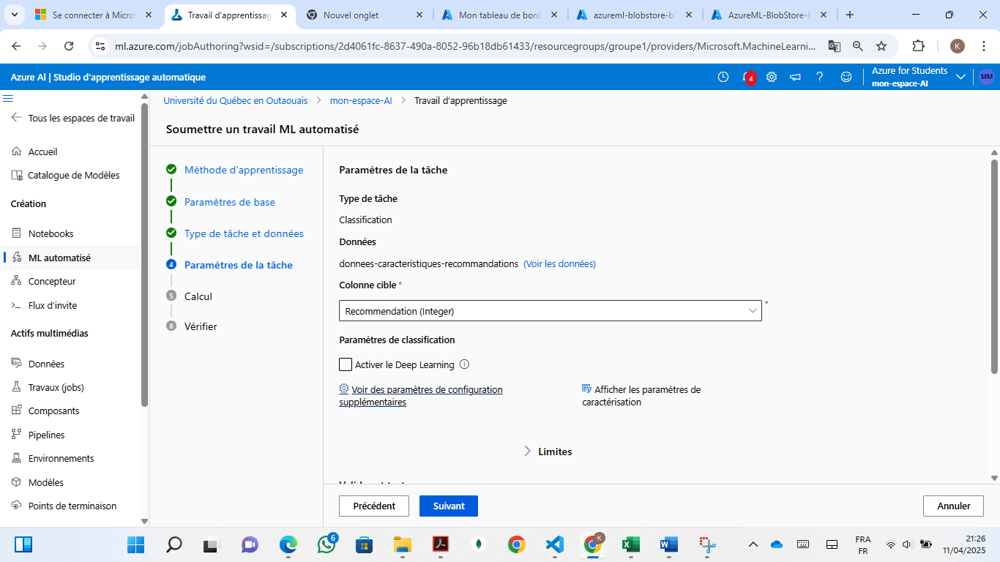 Se connecter à Micros
Travail d'apprentissag
Nouvel onglet
Mon tableau de bord
azureml-blobstore-b
AzureML-BlobStore-
ml.azure.com/jobAuthoring?wsid=/subscriptions/2d4061fc-8637-490a-8052-96b18db61433/resourcegroups/groupe1/providers/Microsoft.MachineLearni...
K
Azure AI | Studio d'apprentissage automatique
4
Azure for Students
mon-espace-AI
MM
Tous les espaces de travail
Accueil
Catalogue de Modèles
Création
Notebooks
ML automatisé
Concepteur
Flux d'invite
Actifs multimédias
Données
Travaux (jobs)
Composants
Pipelines
Environnements
Modèles
Points de terminaison
Université du Québec en Outaouais > mon-espace-AI > Travail d'apprentissage
Soumettre un travail ML automatisé
Méthode d'apprentissage
Paramètres de base
Type de tâche et données
4 Paramètres de la tâche
5 Calcul
6 Vérifier
Paramètres de la tâche
Type de tâche
Classification
Données
donnees-caracteristiques-recommandations (Voir les données)
Colonne cible *
Recommendation (Integer) *
Paramètres de classification
Activer le Deep Learning
Voir des paramètres de configuration
supplémentaires
Afficher les paramètres de
caractérisation
Limites
Précédent
Suivant
Annuler
6
K
FRA
FR
21:26
11/04/2025